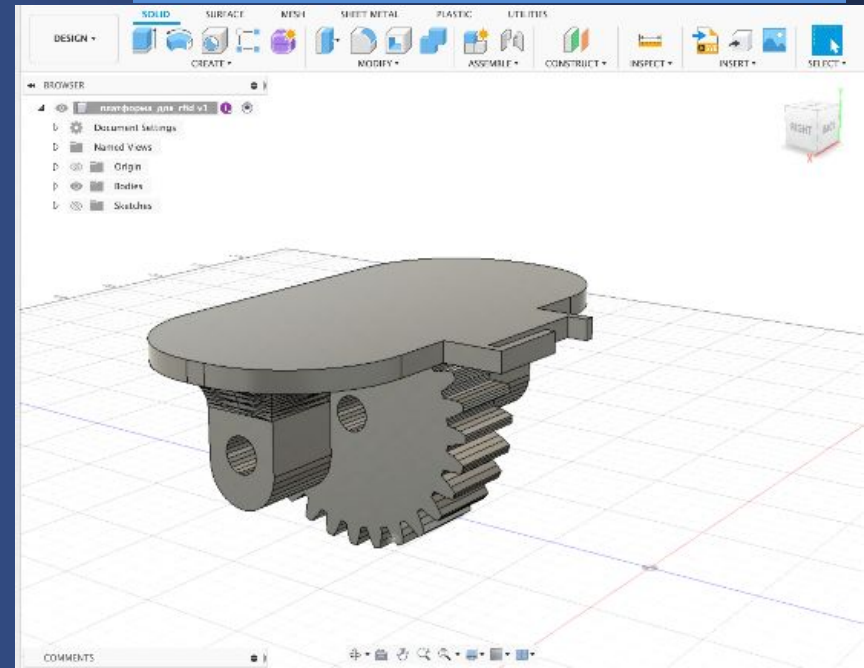 SOLID SURFACE MESH SHEET METAL PLASTIC UTILITIES
DESIGN
CREATE MODIFY ASSEMBLE CONSTRUCT INSPECT INSERT SELECT
BROWSER
платформа для rfid v1
Document Settings
Named Views
Origin
Bodies
Sketches
RIGHT BACK
Y
X
COMMENTS